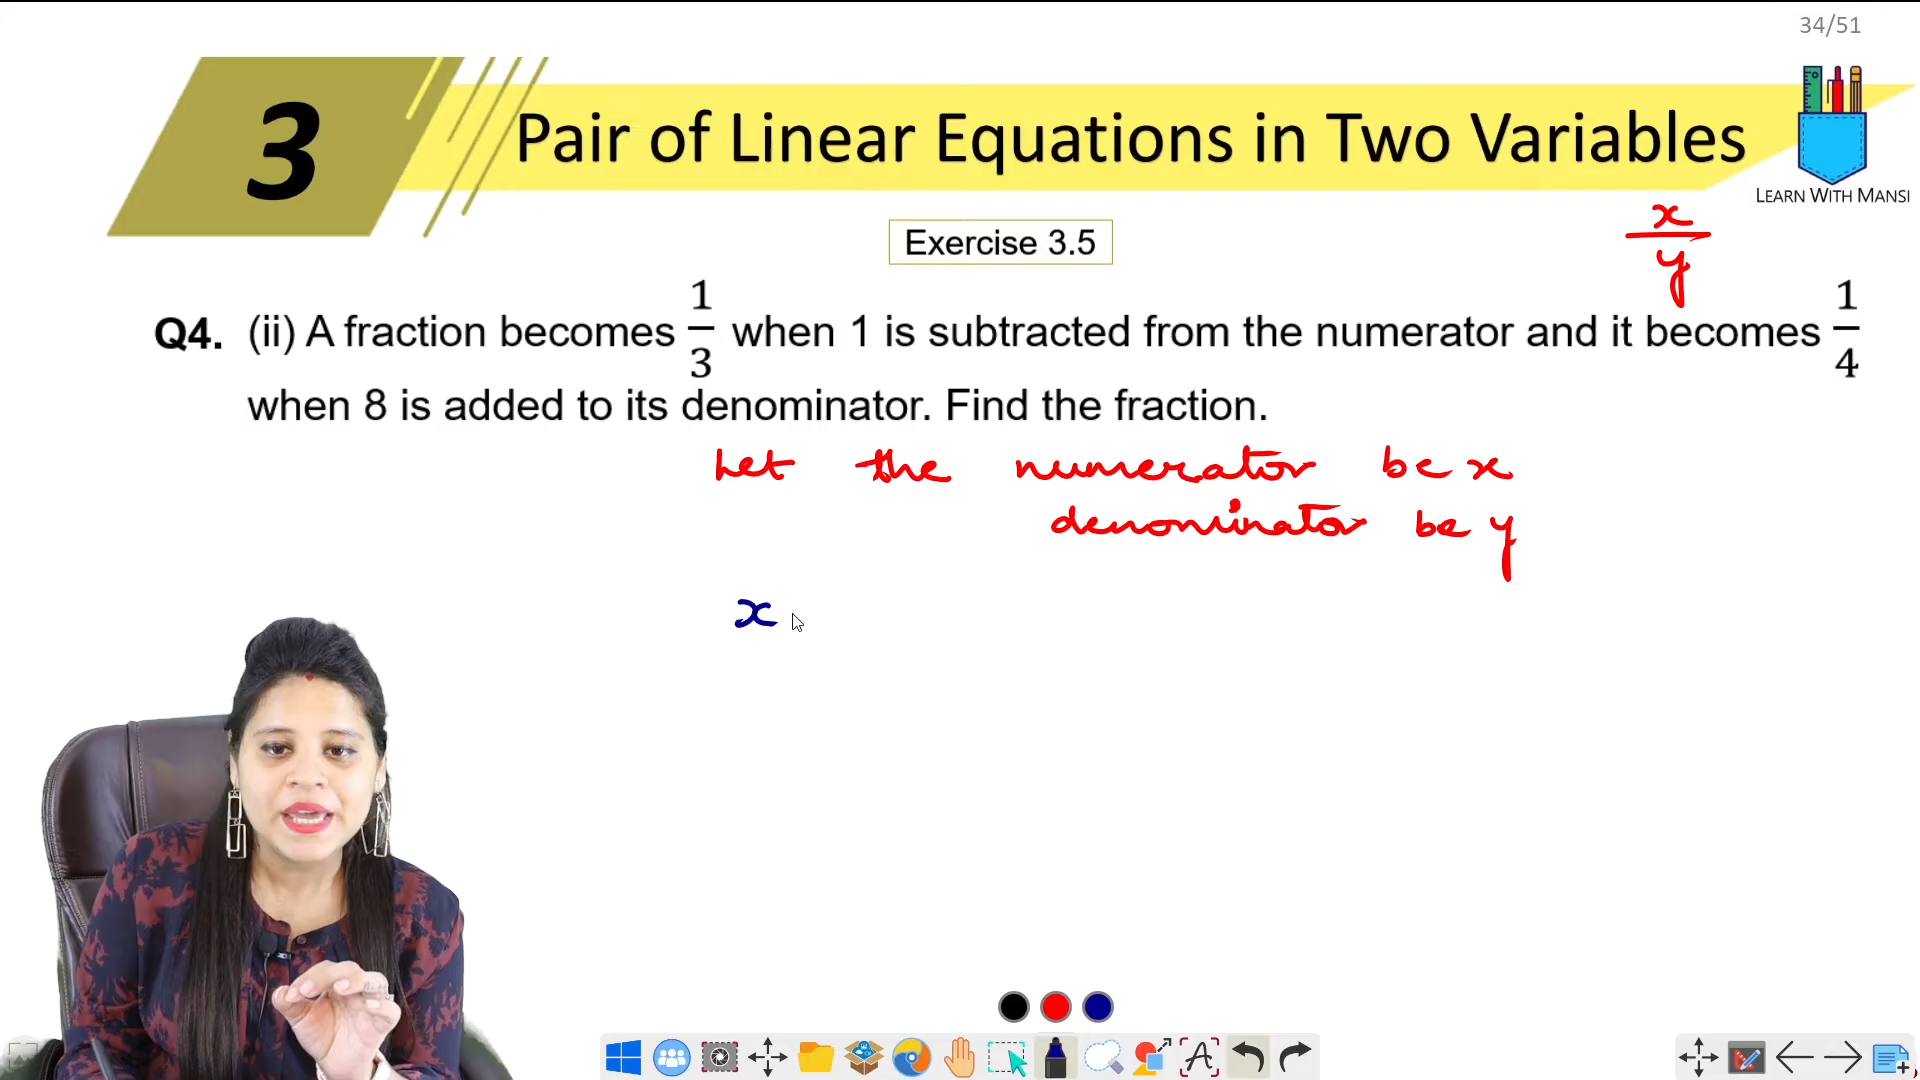 34/51
3
Pair of Linear Equations in Two Variables
LEARN WITH MANSI
Exercise 3.5
x
y
Q4. (ii) A fraction becomes 1/3 when 1 is subtracted from the numerator and it becomes 1/4
when 8 is added to its denominator. Find the fraction.
Let the numerator be x
denominator be y
x